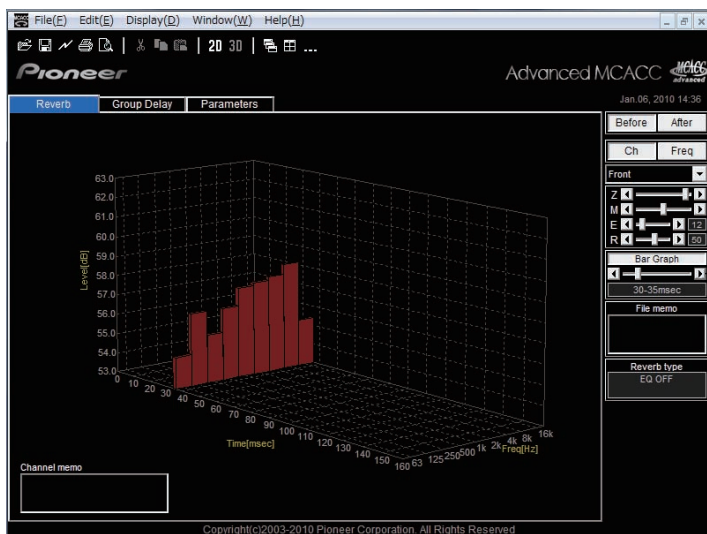 File(F) Edit(E) Display(D) Window(W) Help(H)
2D 3D ...
Pioneer
Advanced MCACC MCACC advanced
Reverb Group Delay Parameters
Jan.06, 2010 14:36
Before After
Ch Freq
Front
Z
M
E 12
R 50
Bar Graph
30-35msec
File memo
Reverb type
EQ OFF
Level[dB]
63.0
62.0
61.0
60.0
59.0
58.0
57.0
56.0
55.0
54.0
53.0
0 10 20 30 40 50 60 70 80 90 100 110 120 130 140 150 160
Time[msec]
63 125 250 500 1k 2k 4k 8k 16k
Freq[Hz]
Channel memo
Copyright(c)2003-2010 Pioneer Corporation. All Rights Reserved